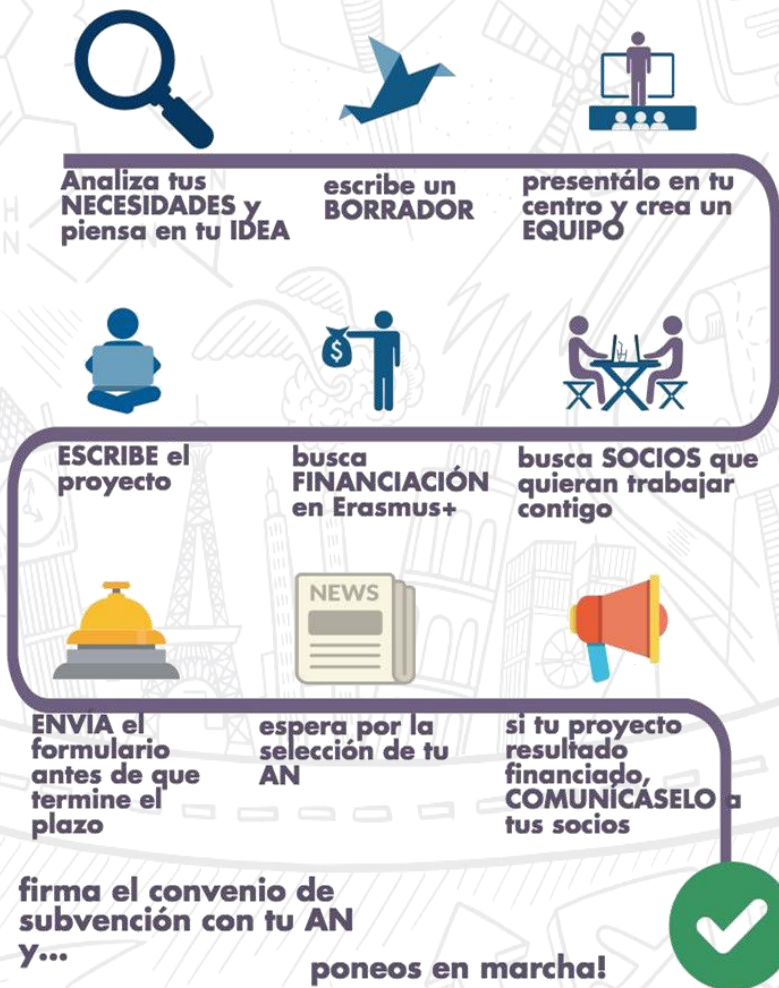 Analiza tus
NECESIDADES y
piensa en tu IDEA
escribe un
BORRADOR
presentálo en tu
centro y crea un
EQUIPO
$
busca SOCIOS que
quieran trabajar
contigo
busca
FINANCIACIÓN
en Erasmus+
ESCRIBE el
proyecto
NEWS
ENVÍA el
formulario
antes de que
termine el
plazo
espera por la
selección de tu
AN
si tu proyecto
resultado
financiado,
COMUNÍCASELO a
tus socios
firma el convenio de
subvención con tu AN
y...
poneos en marcha!
H
N